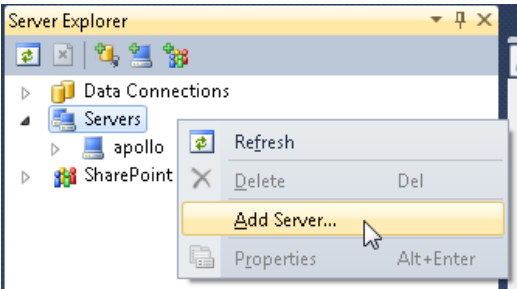 Server Explorer
Data Connections
Servers
apollo
SharePoint
Refresh
Delete Del
Add Server...
Properties Alt+Enter